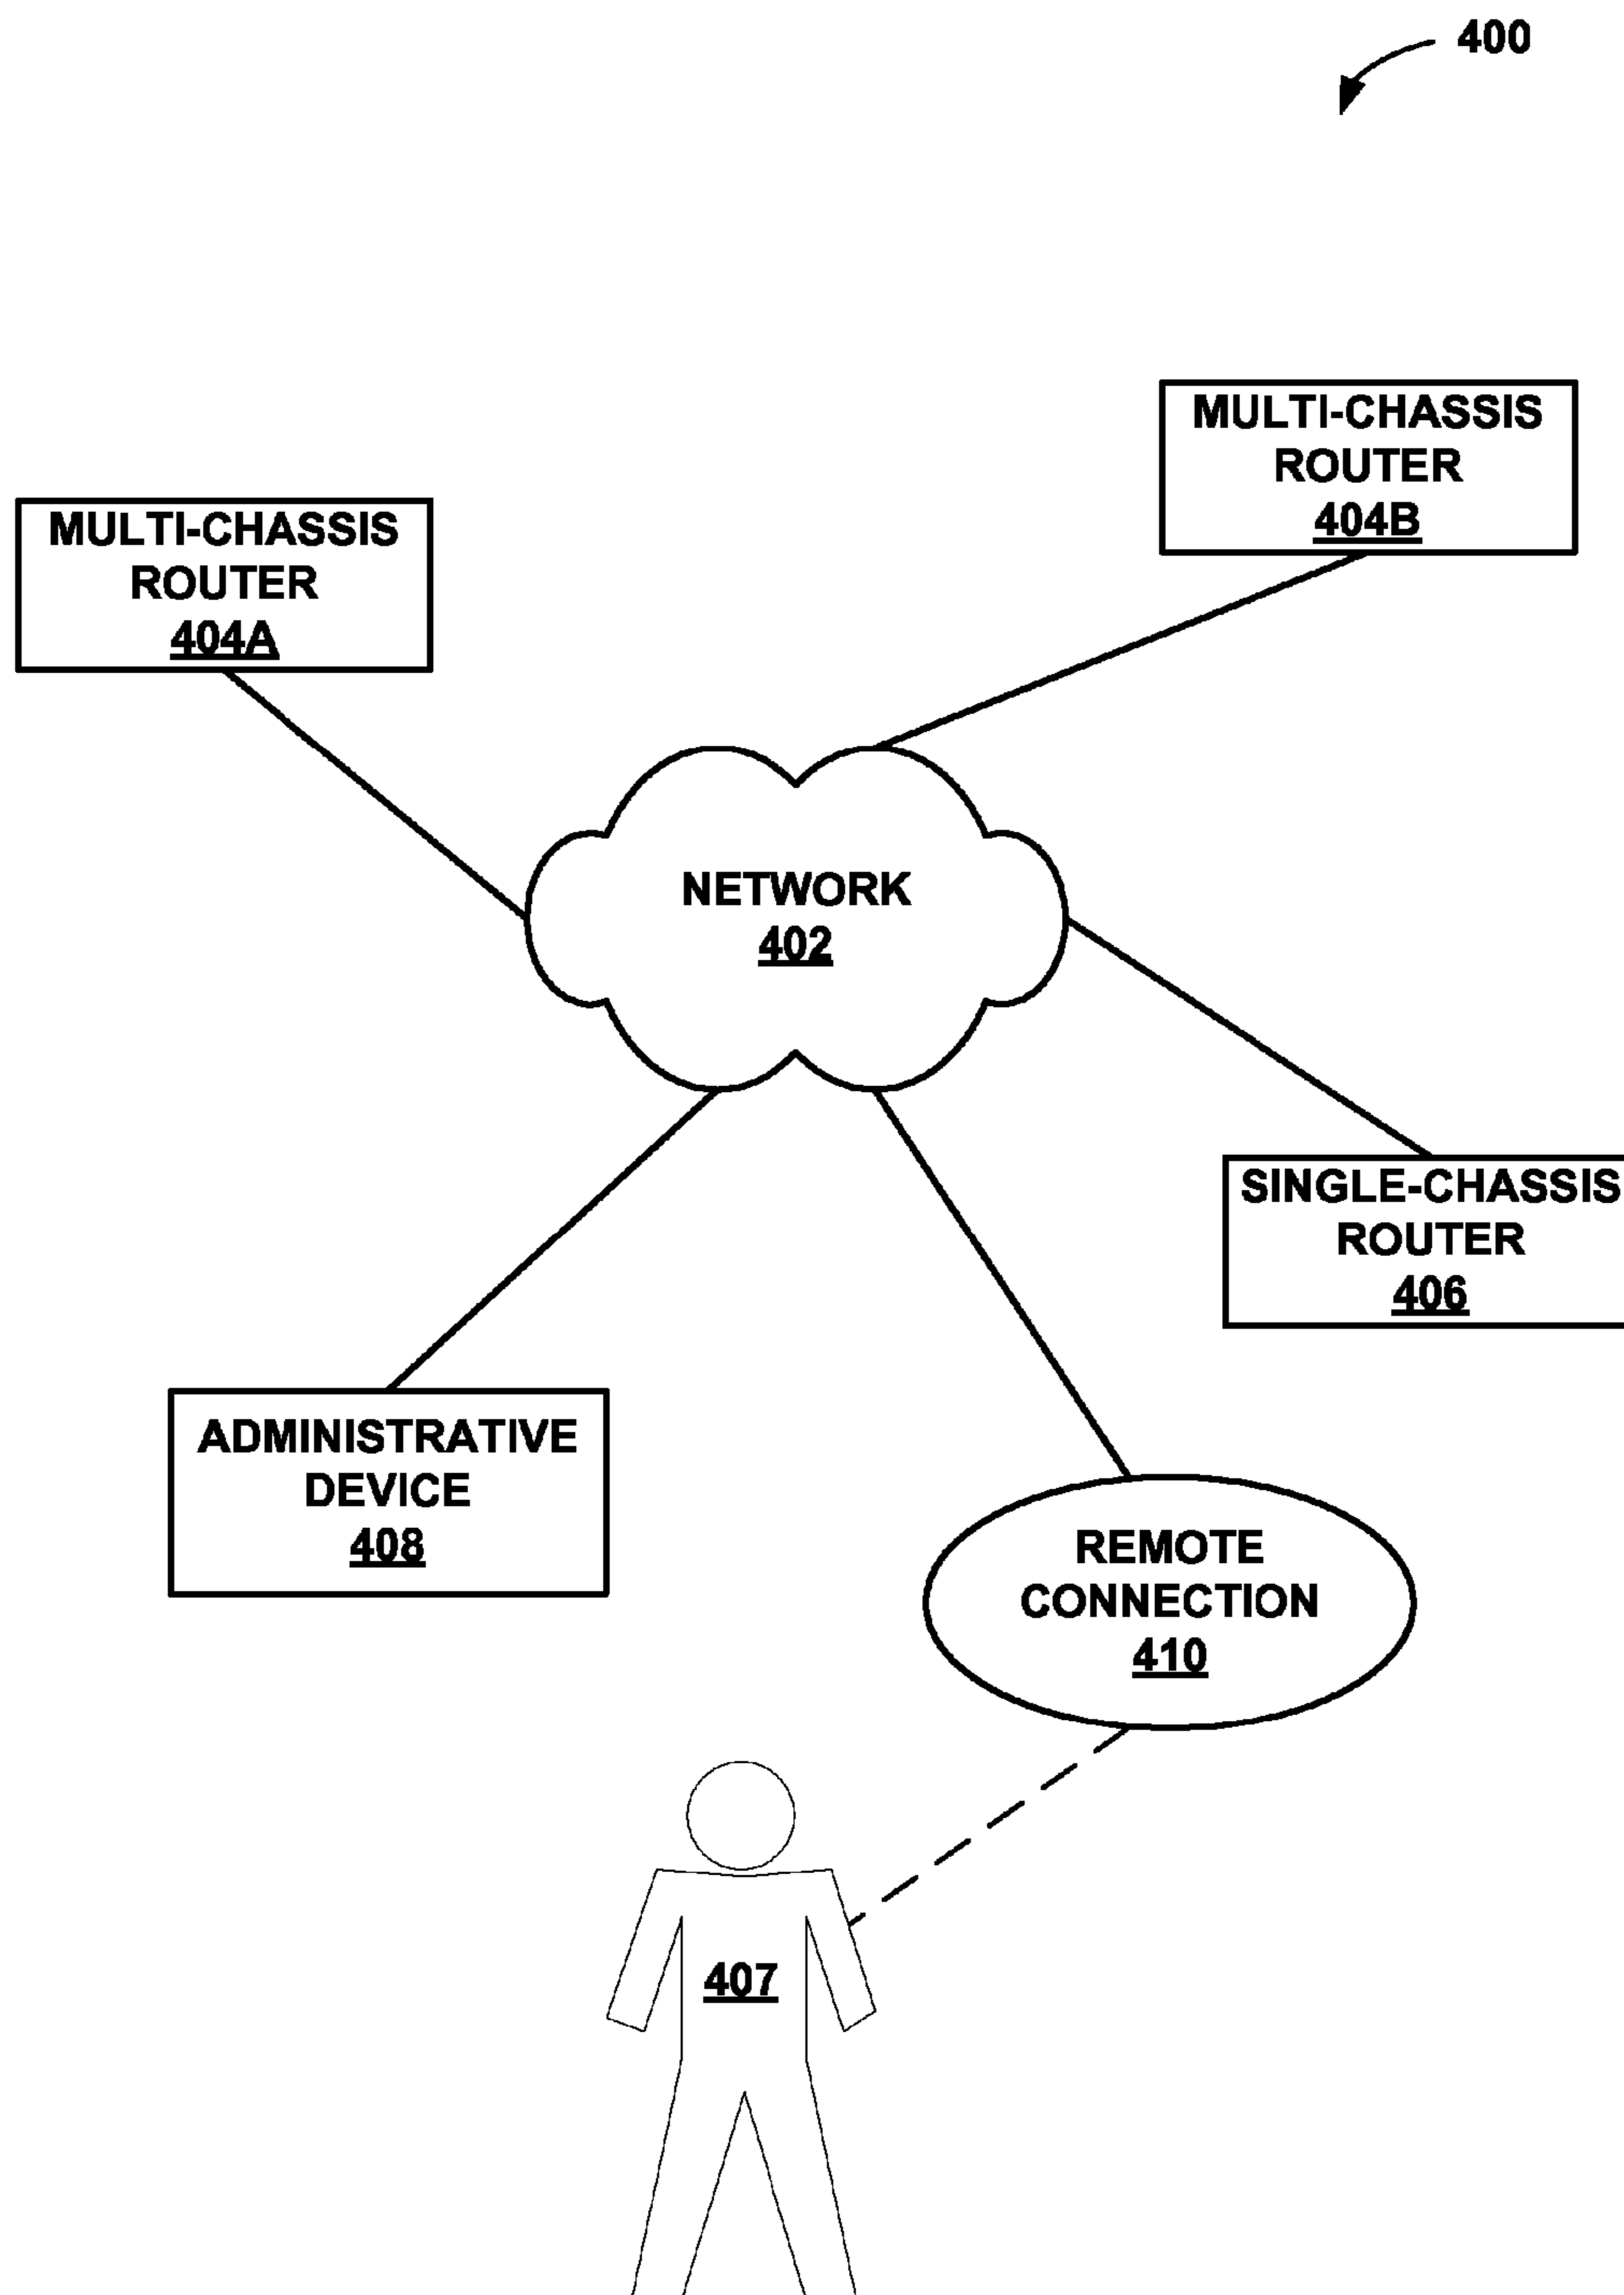 400
MULTI-CHASSIS
ROUTER
404B
MULTI-CHASSIS
ROUTER
404A
NETWORK
402
SINGLE-CHASSIS
ROUTER
406
ADMINISTRATIVE
DEVICE
408
REMOTE
CONNECTION
410
407